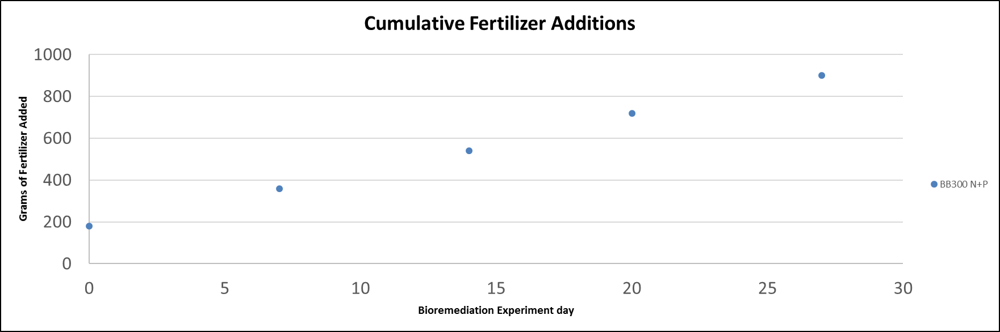 Cumulative Fertilizer Additions
1000
800
600
400
200
0
Grams of Fertilizer Added
0 5 10 15 20 25 30
Bioremediation Experiment day
BB300 N+P